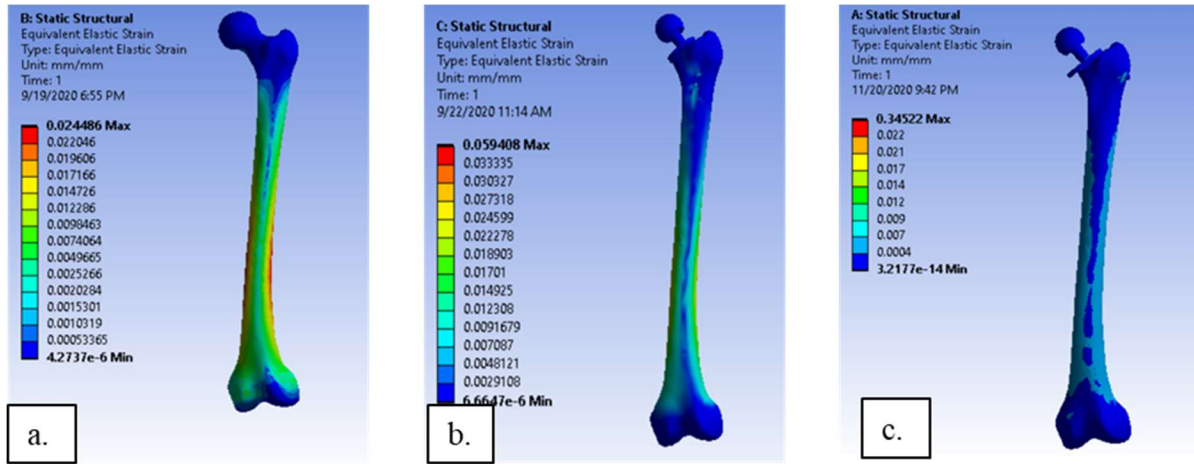 B: Static Structural
Equivalent Elastic Strain
Type: Equivalent Elastic Strain
Unit: mm/mm
Time: 1
9/19/2020 6:55 PM
0.024486 Max
0.022046
0.019606
0.017166
0.014726
0.012286
0.0098463
0.0074064
0.0049665
0.0025266
0.0020284
0.0015301
0.0010319
0.00053365
4.2737e-6 Min
a.
C: Static Structural
Equivalent Elastic Strain
Type: Equivalent Elastic Strain
Unit: mm/mm
Time: 1
9/22/2020 11:14 AM
0.059408 Max
0.033335
0.030327
0.027318
0.024599
0.022278
0.018903
0.01701
0.014925
0.012308
0.0091679
0.007087
0.0048121
0.0029108
6.6647e-6 Min
b.
A: Static Structural
Equivalent Elastic Strain
Type: Equivalent Elastic Strain
Unit: mm/mm
Time: 1
11/20/2020 9:42 PM
0.34522 Max
0.022
0.021
0.017
0.014
0.012
0.009
0.007
0.0004
3.2177e-14 Min
c.